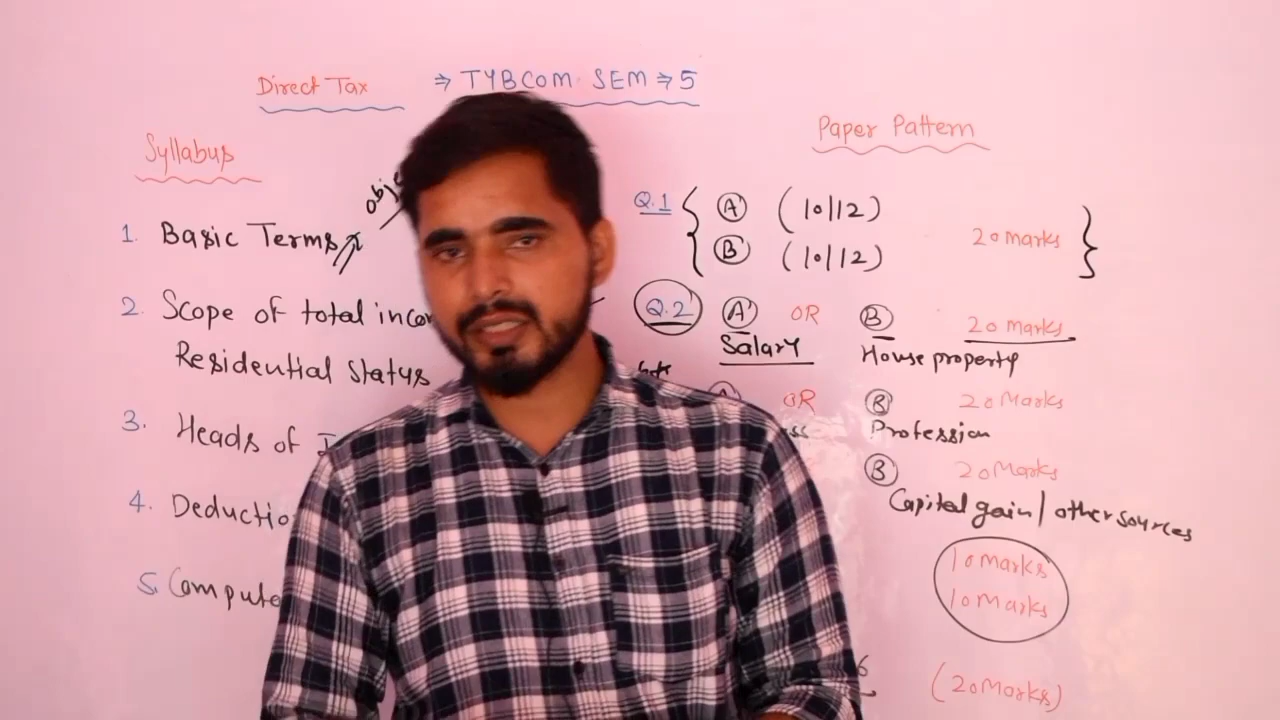 Direct Tax ⇒ TYBCOM SEM ⇒ 5
Syllabus
1. Basic Terms
2. Scope of total
Residential Status
3. Heads of
4.
5.
Paper Pattern
Q.1 { A (10/12)
B (10/12) 20 marks }
Q.2 A OR B 20 marks
Salary House property
OR B 20 Marks
Profession
B 20 Marks
Capital gain / other sources
10 marks
10 Marks
6 (20 Marks)